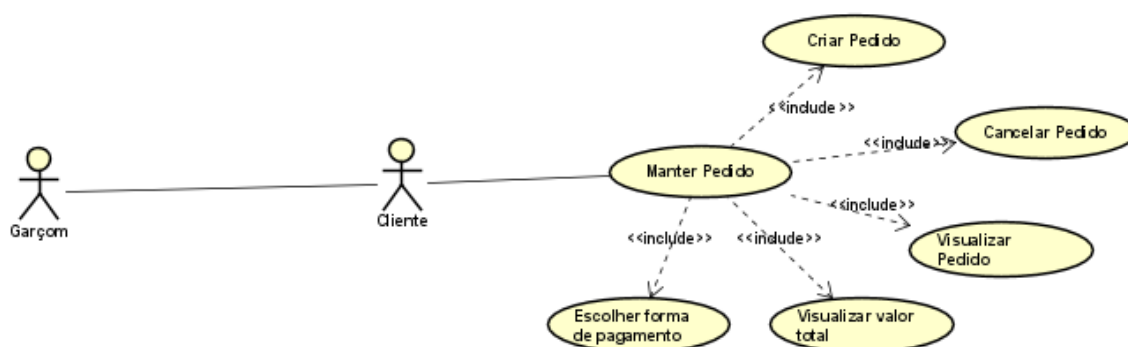 Criar Pedido
<<include>>
Cancelar Pedido
<<include>>
Manter Pedido
Garçom
Cliente
<<include>>
<<include>>
<<include>>
Visualizar
Pedido
Escolher forma
de pagamento
Visualizar valor
total